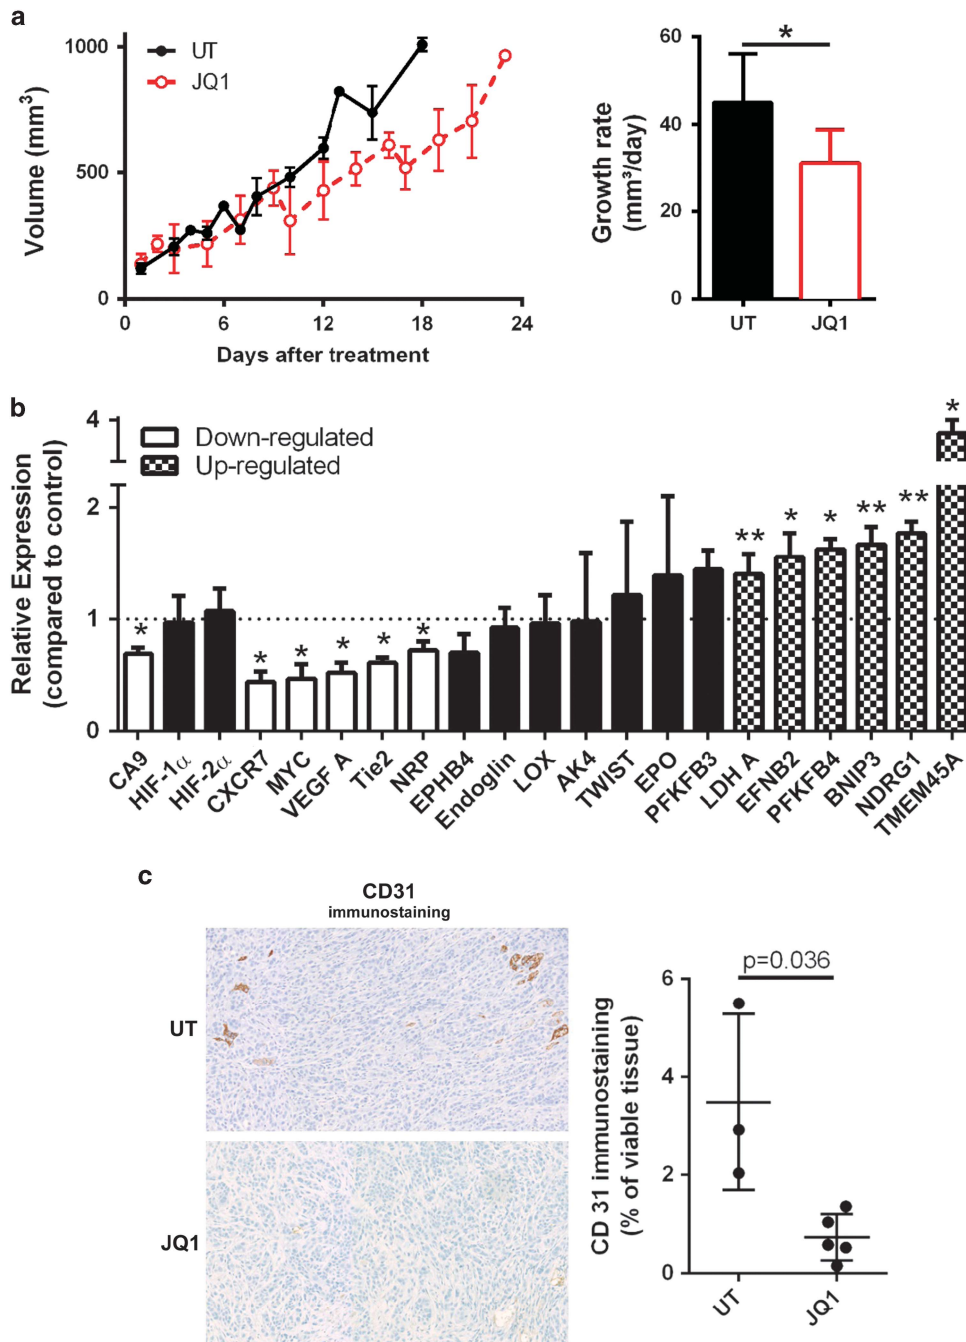 a
UT
JQ1
Volume (mm³)
1000
500
0
0 6 12 18 24
Days after treatment
Growth rate
(mm³/day)
60
40
20
0
*
UT JQ1
b
Relative Expression
(compared to control)
4
2
1
0
Down-regulated
Up-regulated
* * * * * * ** * * ** ** *
CA9
HIF-1α
HIF-2α
CXCR7
MYC
VEGF A
Tie2
NRP
EPHB4
Endoglin
LOX
AK4
TWIST
EPO
PFKFB3
LDH A
EFNB2
PFKFB4
BNIP3
NDRG1
TMEM45A
c
CD31
immunostaining
UT
JQ1
CD 31 immunostaining
(% of viable tissue)
6
4
2
0
p=0.036
UT
JQ1